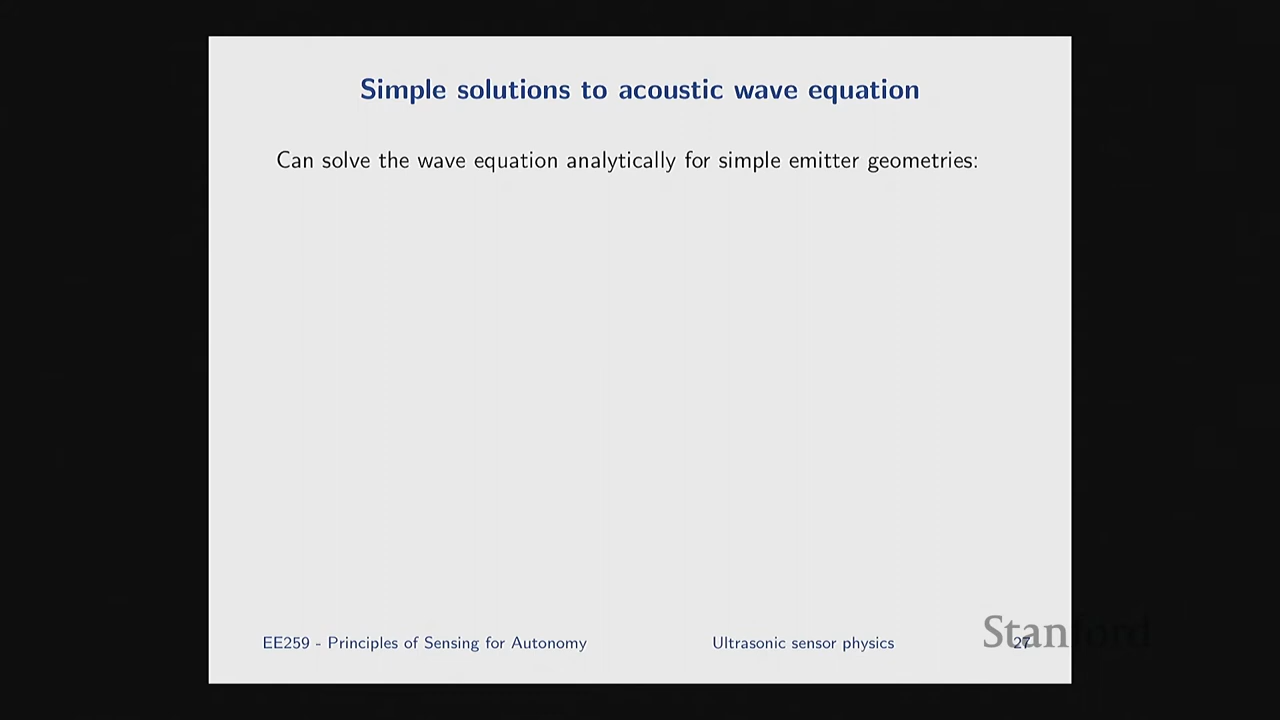 Simple solutions to acoustic wave equation
Can solve the wave equation analytically for simple emitter geometries:
EE259 - Principles of Sensing for Autonomy
Ultrasonic sensor physics
27
Stanford